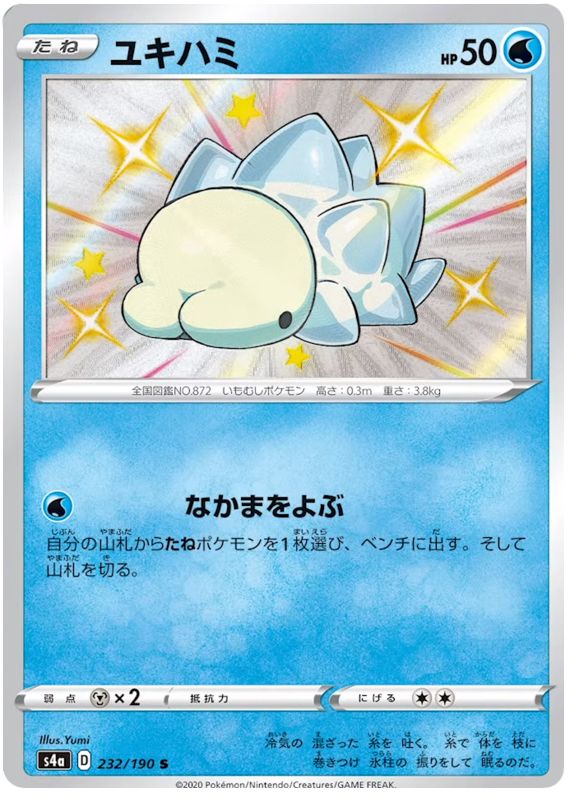 たね ユキハミ HP50
全国図鑑NO.872 いもむしポケモン 高さ:0.3m 重さ:3.8kg
なかまをよぶ
自分の山札からたねポケモンを1枚選び、ベンチに出す。そして
山札を切る。
弱点 ×2 抵抗力 にげる
Illus.Yumi
s4a D 232/190 S
冷気の 混ざった 糸を 吐く。糸で 体を 枝に
巻きつけ 氷柱の 振りをして 眠るのだ。
©2020 Pokémon/Nintendo/Creatures/GAME FREAK.